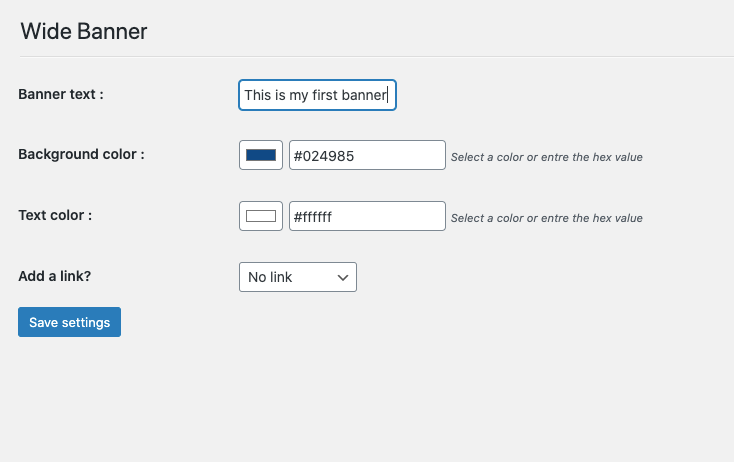 Wide Banner
Banner text : This is my first banner
Background color : #024985 Select a color or entre the hex value
Text color : #ffffff Select a color or entre the hex value
Add a link? No link
Save settings